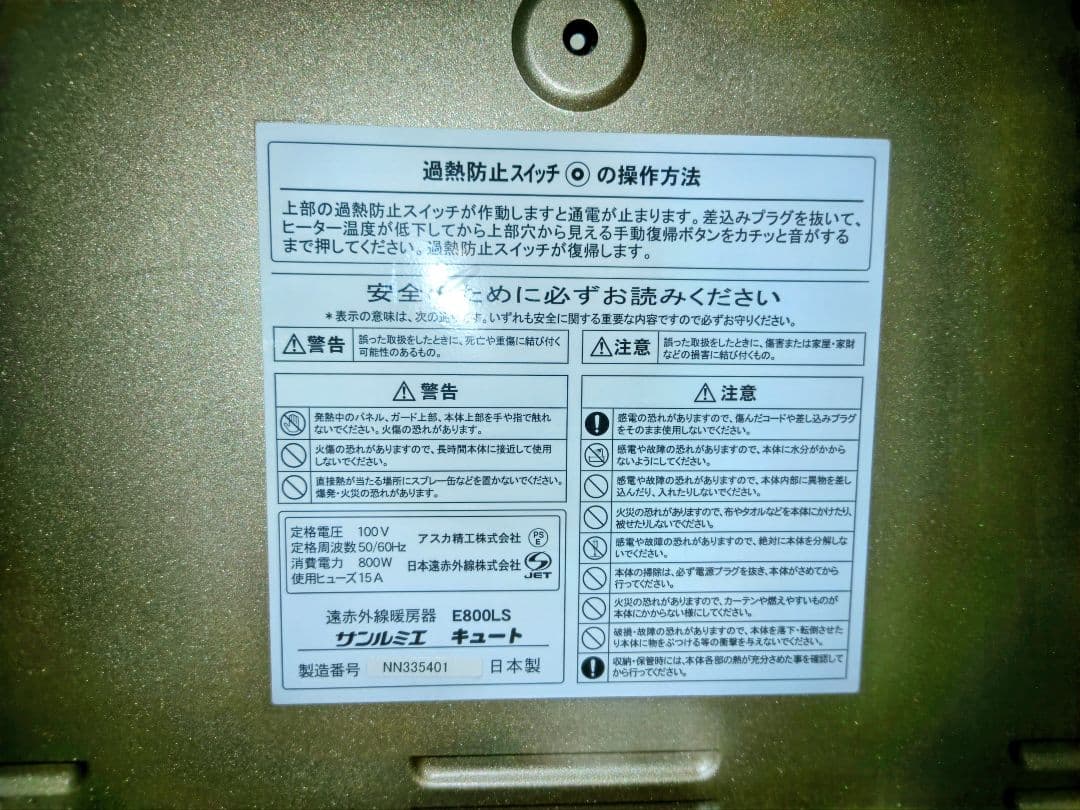 過熱防止スイッチ◉の操作方法
上部の過熱防止スイッチが作動しますと通電が止まります。差込みプラグを抜いて、
ヒーター温度が低下してから上部穴から見える手動復帰ボタンをカチッと音がする
まで押してください。過熱防止スイッチが復帰します。
安全のために必ずお読みください
*表示の意味は、次の通りです。いずれも安全に関する重要な内容ですので必ずお守りください。
⚠警告
誤った取扱をしたときに、死亡や重傷に結び付く
可能性のあるもの。
⚠注意
誤った取扱をしたときに、傷害または家屋・家財
などの損害に結び付くもの。
⚠警告
発熱中のパネル、ガード上部、本体上部を手や指で触れ
ないでください。火傷の恐れがあります。
火傷の恐れがありますので、長時間本体に接近して使用
しないでください。
直接熱が当たる場所にスプレー缶などを置かないでください。
爆発・火災の恐れがあります。
⚠注意
感電の恐れがありますので、傷んだコードや差し込みプラグ
をそのまま使用しないでください。
感電や故障の恐れがありますので、本体に水分がかから
ないようにしてください。
感電や故障の恐れがありますので、本体内部に異物を差し
込んだり、入れたりしないでください。
火災の恐れがありますので、布やタオルなどを本体にかけたり、
被せたりしないでください。
感電や故障の恐れがありますので、絶対に本体を分解しな
いでください。
本体の掃除は、必ず電源プラグを抜き、本体がさめてから
行ってください。
火災の恐れがありますので、カーテンや燃えやすいものが
本体にかからない様にしてください。
破損・故障の恐れがありますので、本体を落下・転倒させた
り本体に物をぶつける等の衝撃を与えないでください。
収納・保管時には、本体各部の熱が充分さめた事を確認して
から行ってください。
定格電圧 100V
定格周波数 50/60Hz
消費電力 800W
使用ヒューズ 15A
アスカ精工株式会社 PSE
日本遠赤外線株式会社 JET
遠赤外線暖房器 E800LS
サンルミエ キュート
製造番号 NN335401 日本製